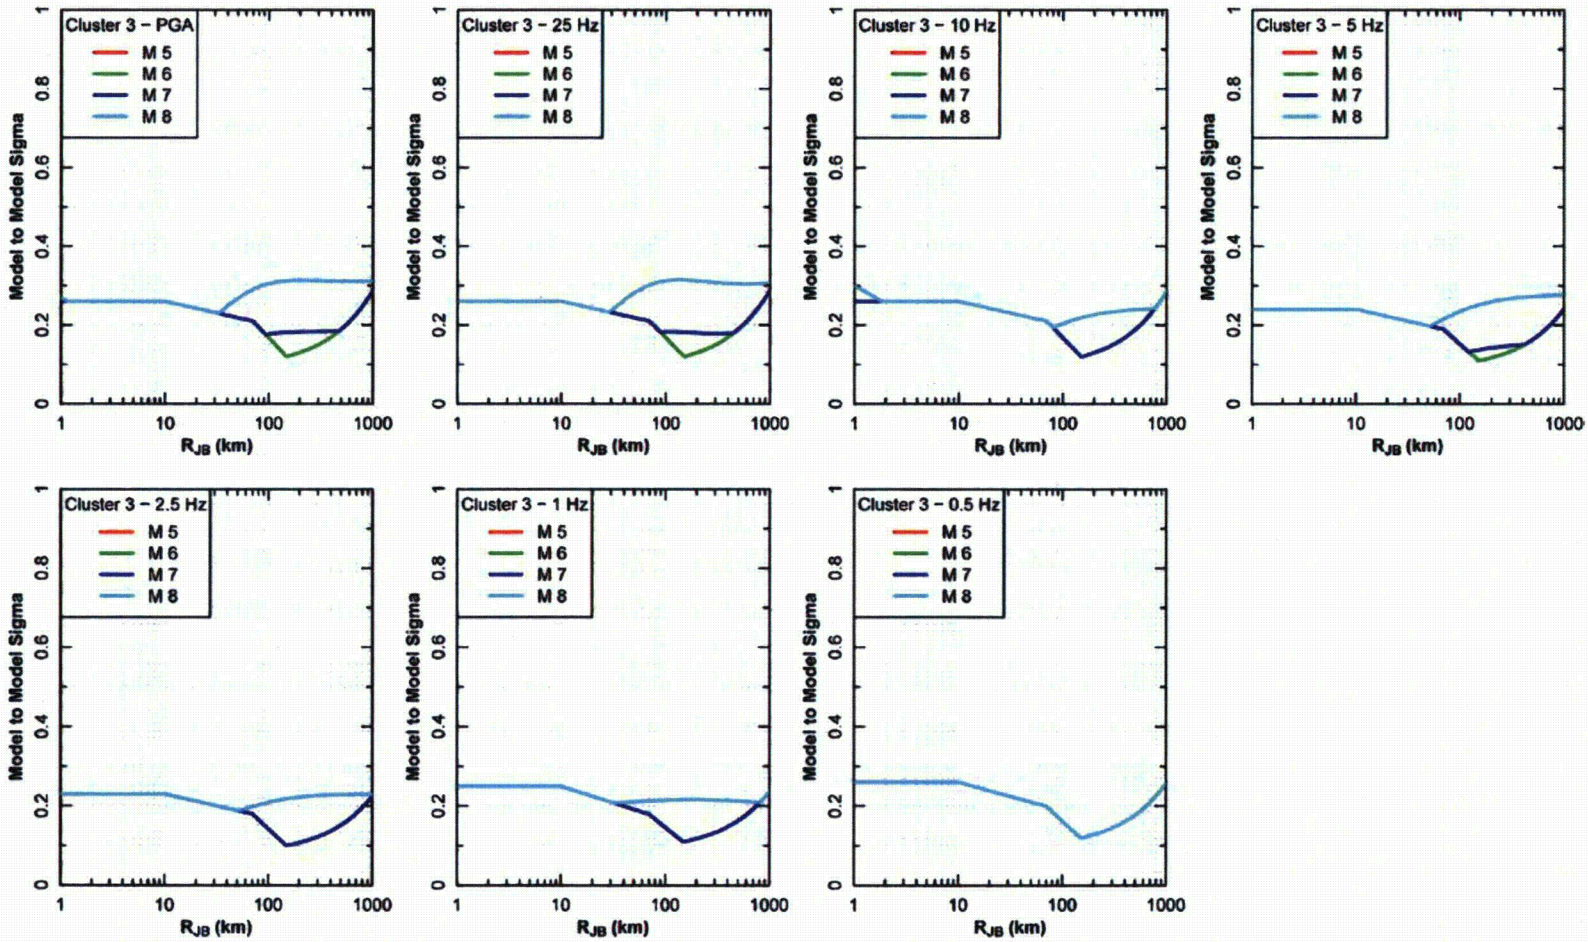 Cluster 3 – PGA
M 5
M 6
M 7
M 8
Model to Model Sigma
0
0.2
0.4
0.6
0.8
1
1
10
100
1000
R_JB (km)
Cluster 3 – 25 Hz
M 5
M 6
M 7
M 8
Model to Model Sigma
0
0.2
0.4
0.6
0.8
1
1
10
100
1000
R_JB (km)
Cluster 3 – 10 Hz
M 5
M 6
M 7
M 8
Model to Model Sigma
0
0.2
0.4
0.6
0.8
1
1
10
100
1000
R_JB (km)
Cluster 3 – 5 Hz
M 5
M 6
M 7
M 8
Model to Model Sigma
0
0.2
0.4
0.6
0.8
1
1
10
100
1000
R_JB (km)
Cluster 3 – 2.5 Hz
M 5
M 6
M 7
M 8
Model to Model Sigma
0
0.2
0.4
0.6
0.8
1
1
10
100
1000
R_JB (km)
Cluster 3 – 1 Hz
M 5
M 6
M 7
M 8
Model to Model Sigma
0
0.2
0.4
0.6
0.8
1
1
10
100
1000
R_JB (km)
Cluster 3 – 0.5 Hz
M 5
M 6
M 7
M 8
Model to Model Sigma
0
0.2
0.4
0.6
0.8
1
1
10
100
1000
R_JB (km)